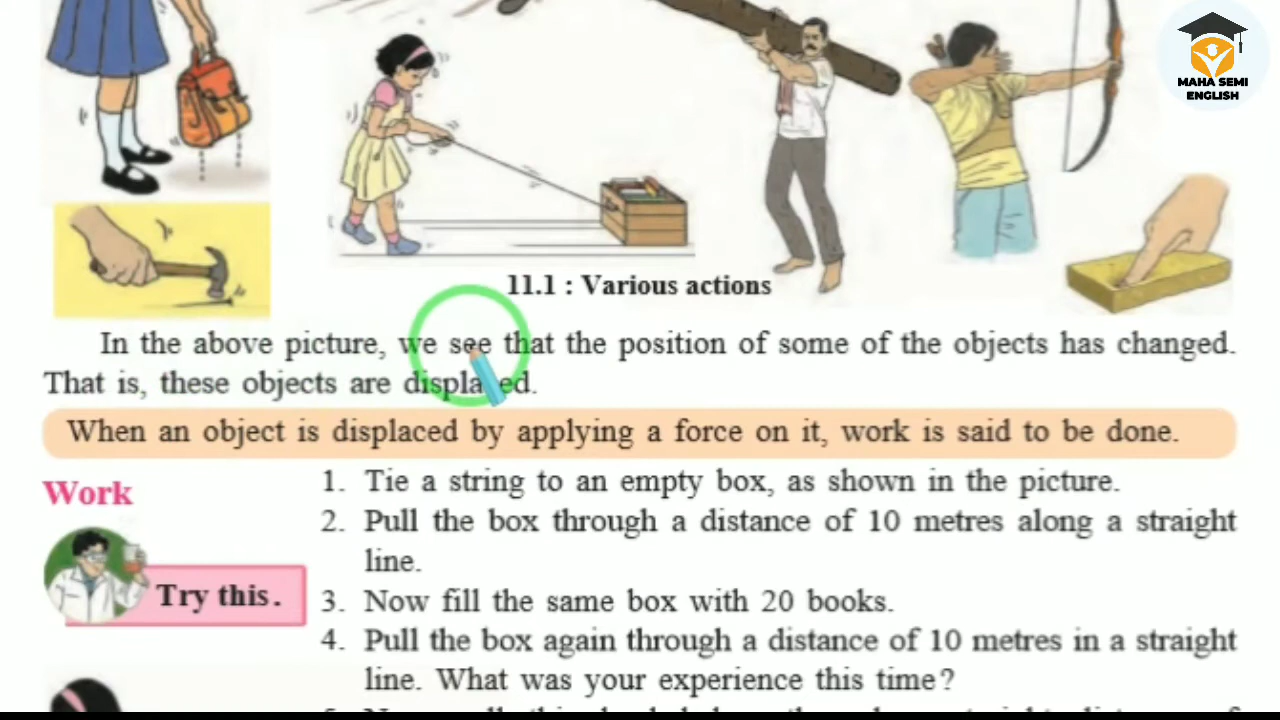 MAHA SEMI
ENGLISH
11.1 : Various actions
In the above picture, we see that the position of some of the objects has changed.
That is, these objects are displaced.
When an object is displaced by applying a force on it, work is said to be done.
Work
Try this.
1. Tie a string to an empty box, as shown in the picture.
2. Pull the box through a distance of 10 metres along a straight
line.
3. Now fill the same box with 20 books.
4. Pull the box again through a distance of 10 metres in a straight
line. What was your experience this time?